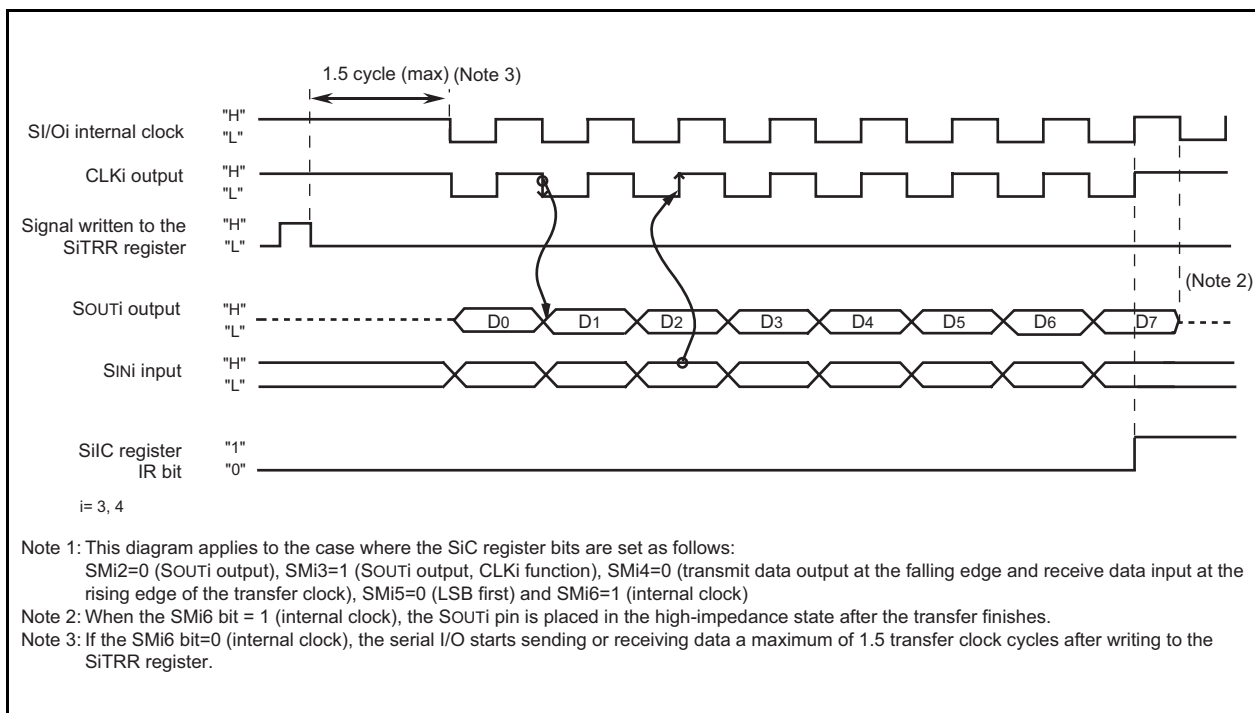 1.5 cycle (max) (Note 3)
SI/Oi internal clock "H" "L"
CLKi output "H" "L"
Signal written to the SiTRR register "H" "L"
SOUTi output "H" "L"
D0 D1 D2 D3 D4 D5 D6 D7
(Note 2)
SINi input "H" "L"
SiIC register IR bit "1" "0"
i= 3, 4
Note 1: This diagram applies to the case where the SiC register bits are set as follows:
SMi2=0 (SOUTi output), SMi3=1 (SOUTi output, CLKi function), SMi4=0 (transmit data output at the falling edge and receive data input at the
rising edge of the transfer clock), SMi5=0 (LSB first) and SMi6=1 (internal clock)
Note 2: When the SMi6 bit = 1 (internal clock), the SOUTi pin is placed in the high-impedance state after the transfer finishes.
Note 3: If the SMi6 bit=0 (internal clock), the serial I/O starts sending or receiving data a maximum of 1.5 transfer clock cycles after writing to the
SiTRR register.